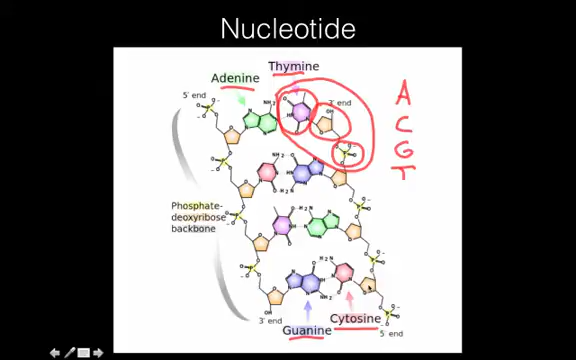 Nucleotide
Thymine
Adenine
5' end
3' end
A
C
G
T
Phosphate-
deoxyribose
backbone
3' end
Guanine
Cytosine
5' end